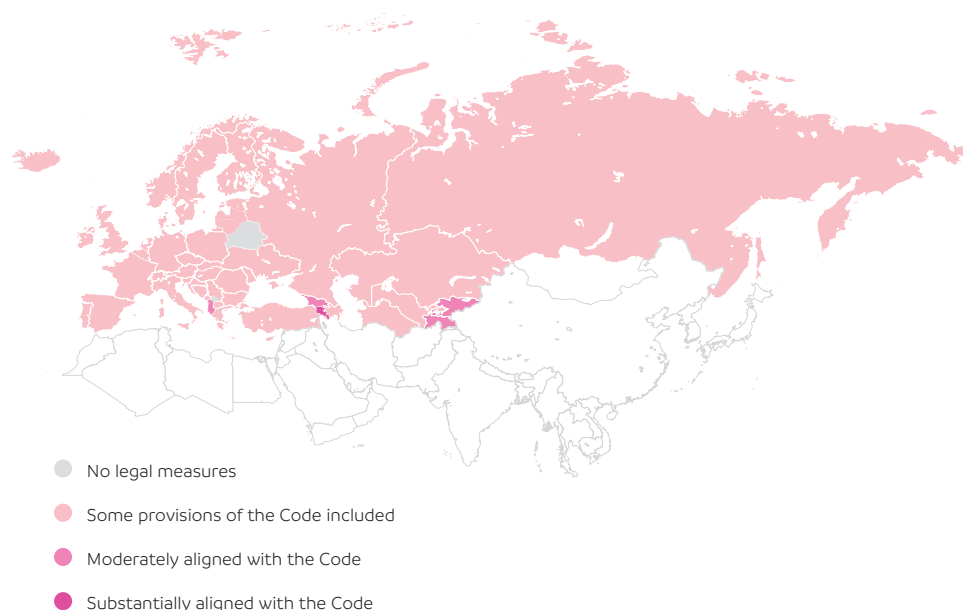 No legal measures
Some provisions of the Code included
Moderately aligned with the Code
Substantially aligned with the Code